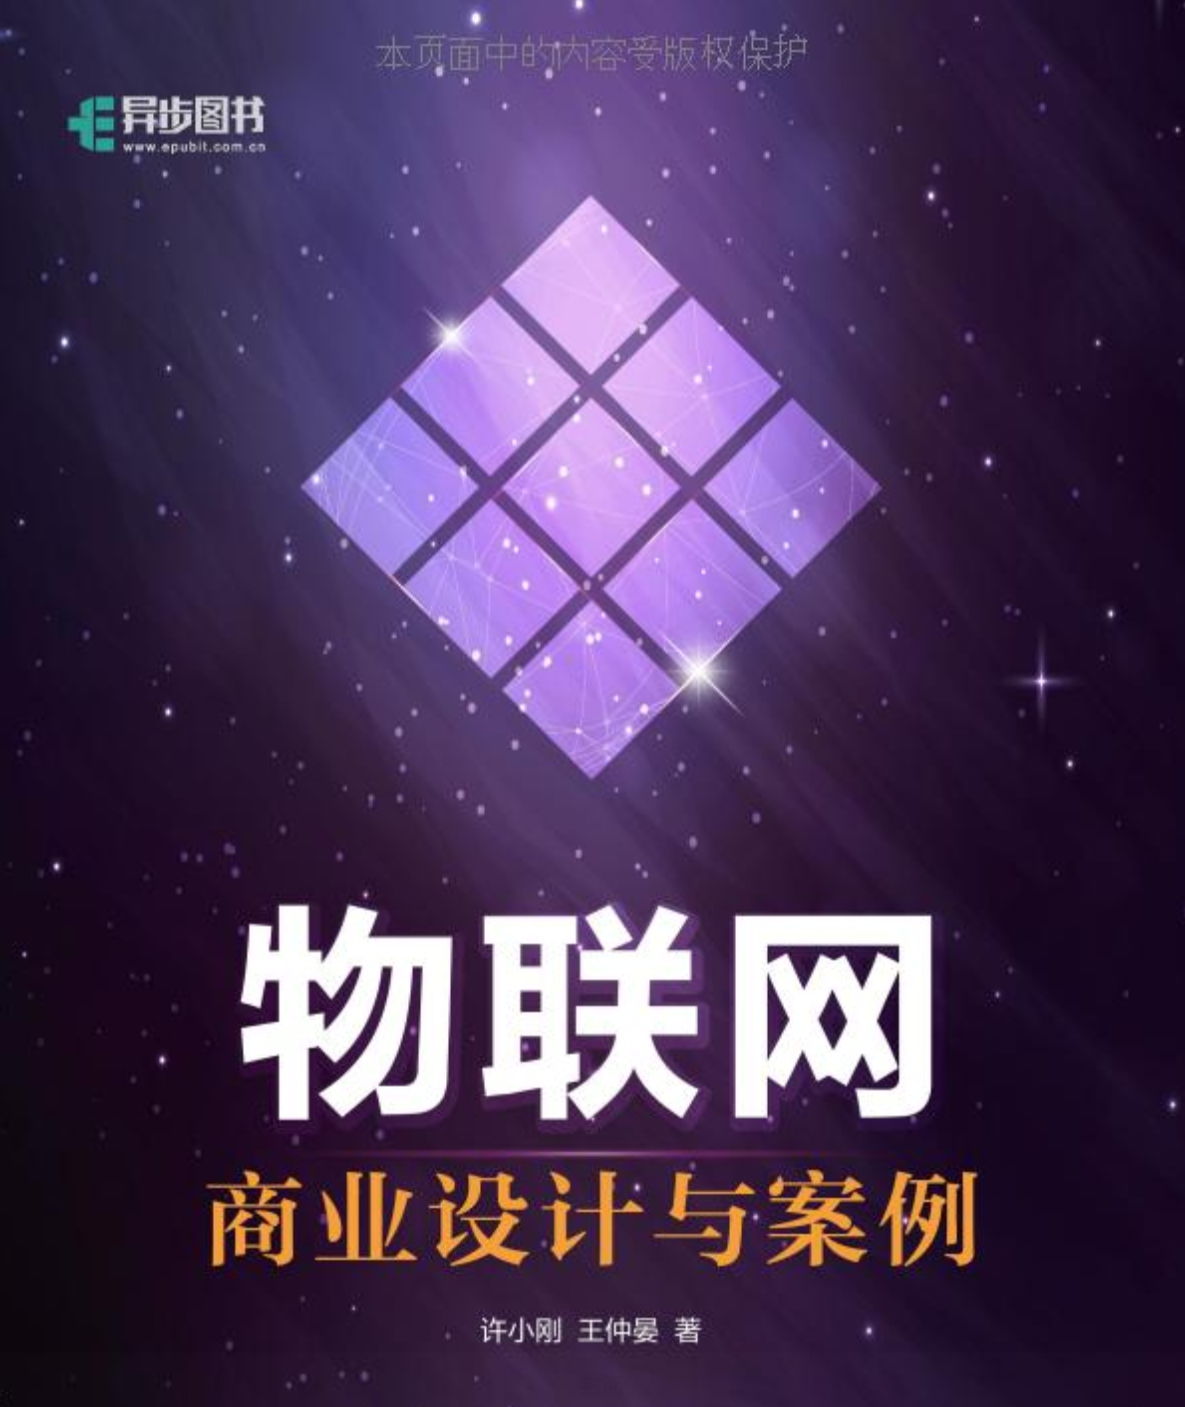 本页面中的内容受版权保护
异步图书
www.epubit.com.cn
物联网
商业设计与案例
许小刚 王仲晏 著